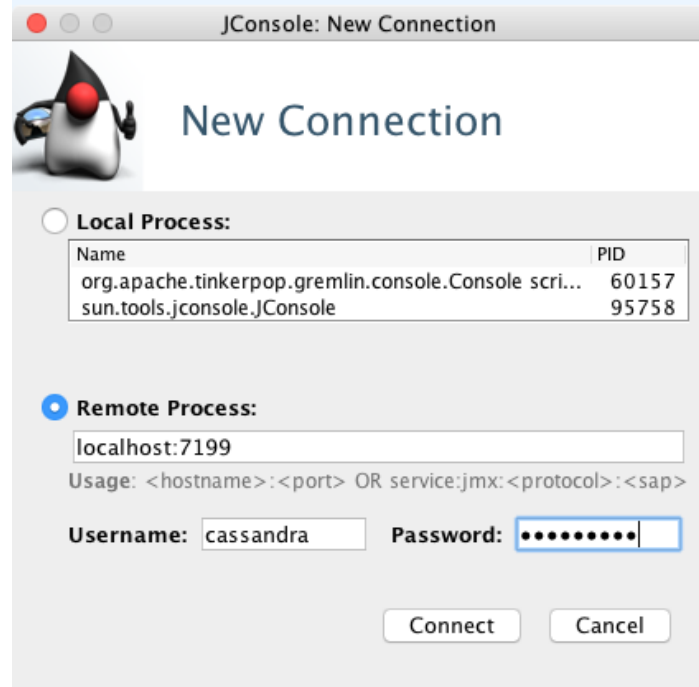 JConsole: New Connection
New Connection
Local Process:
Name PID
org.apache.tinkerpop.gremlin.console.Console scri... 60157
sun.tools.jconsole.JConsole 95758
Remote Process:
localhost:7199
Usage: <hostname>:<port> OR service:jmx:<protocol>:<sap>
Username: cassandra Password: •••••••••
Connect Cancel